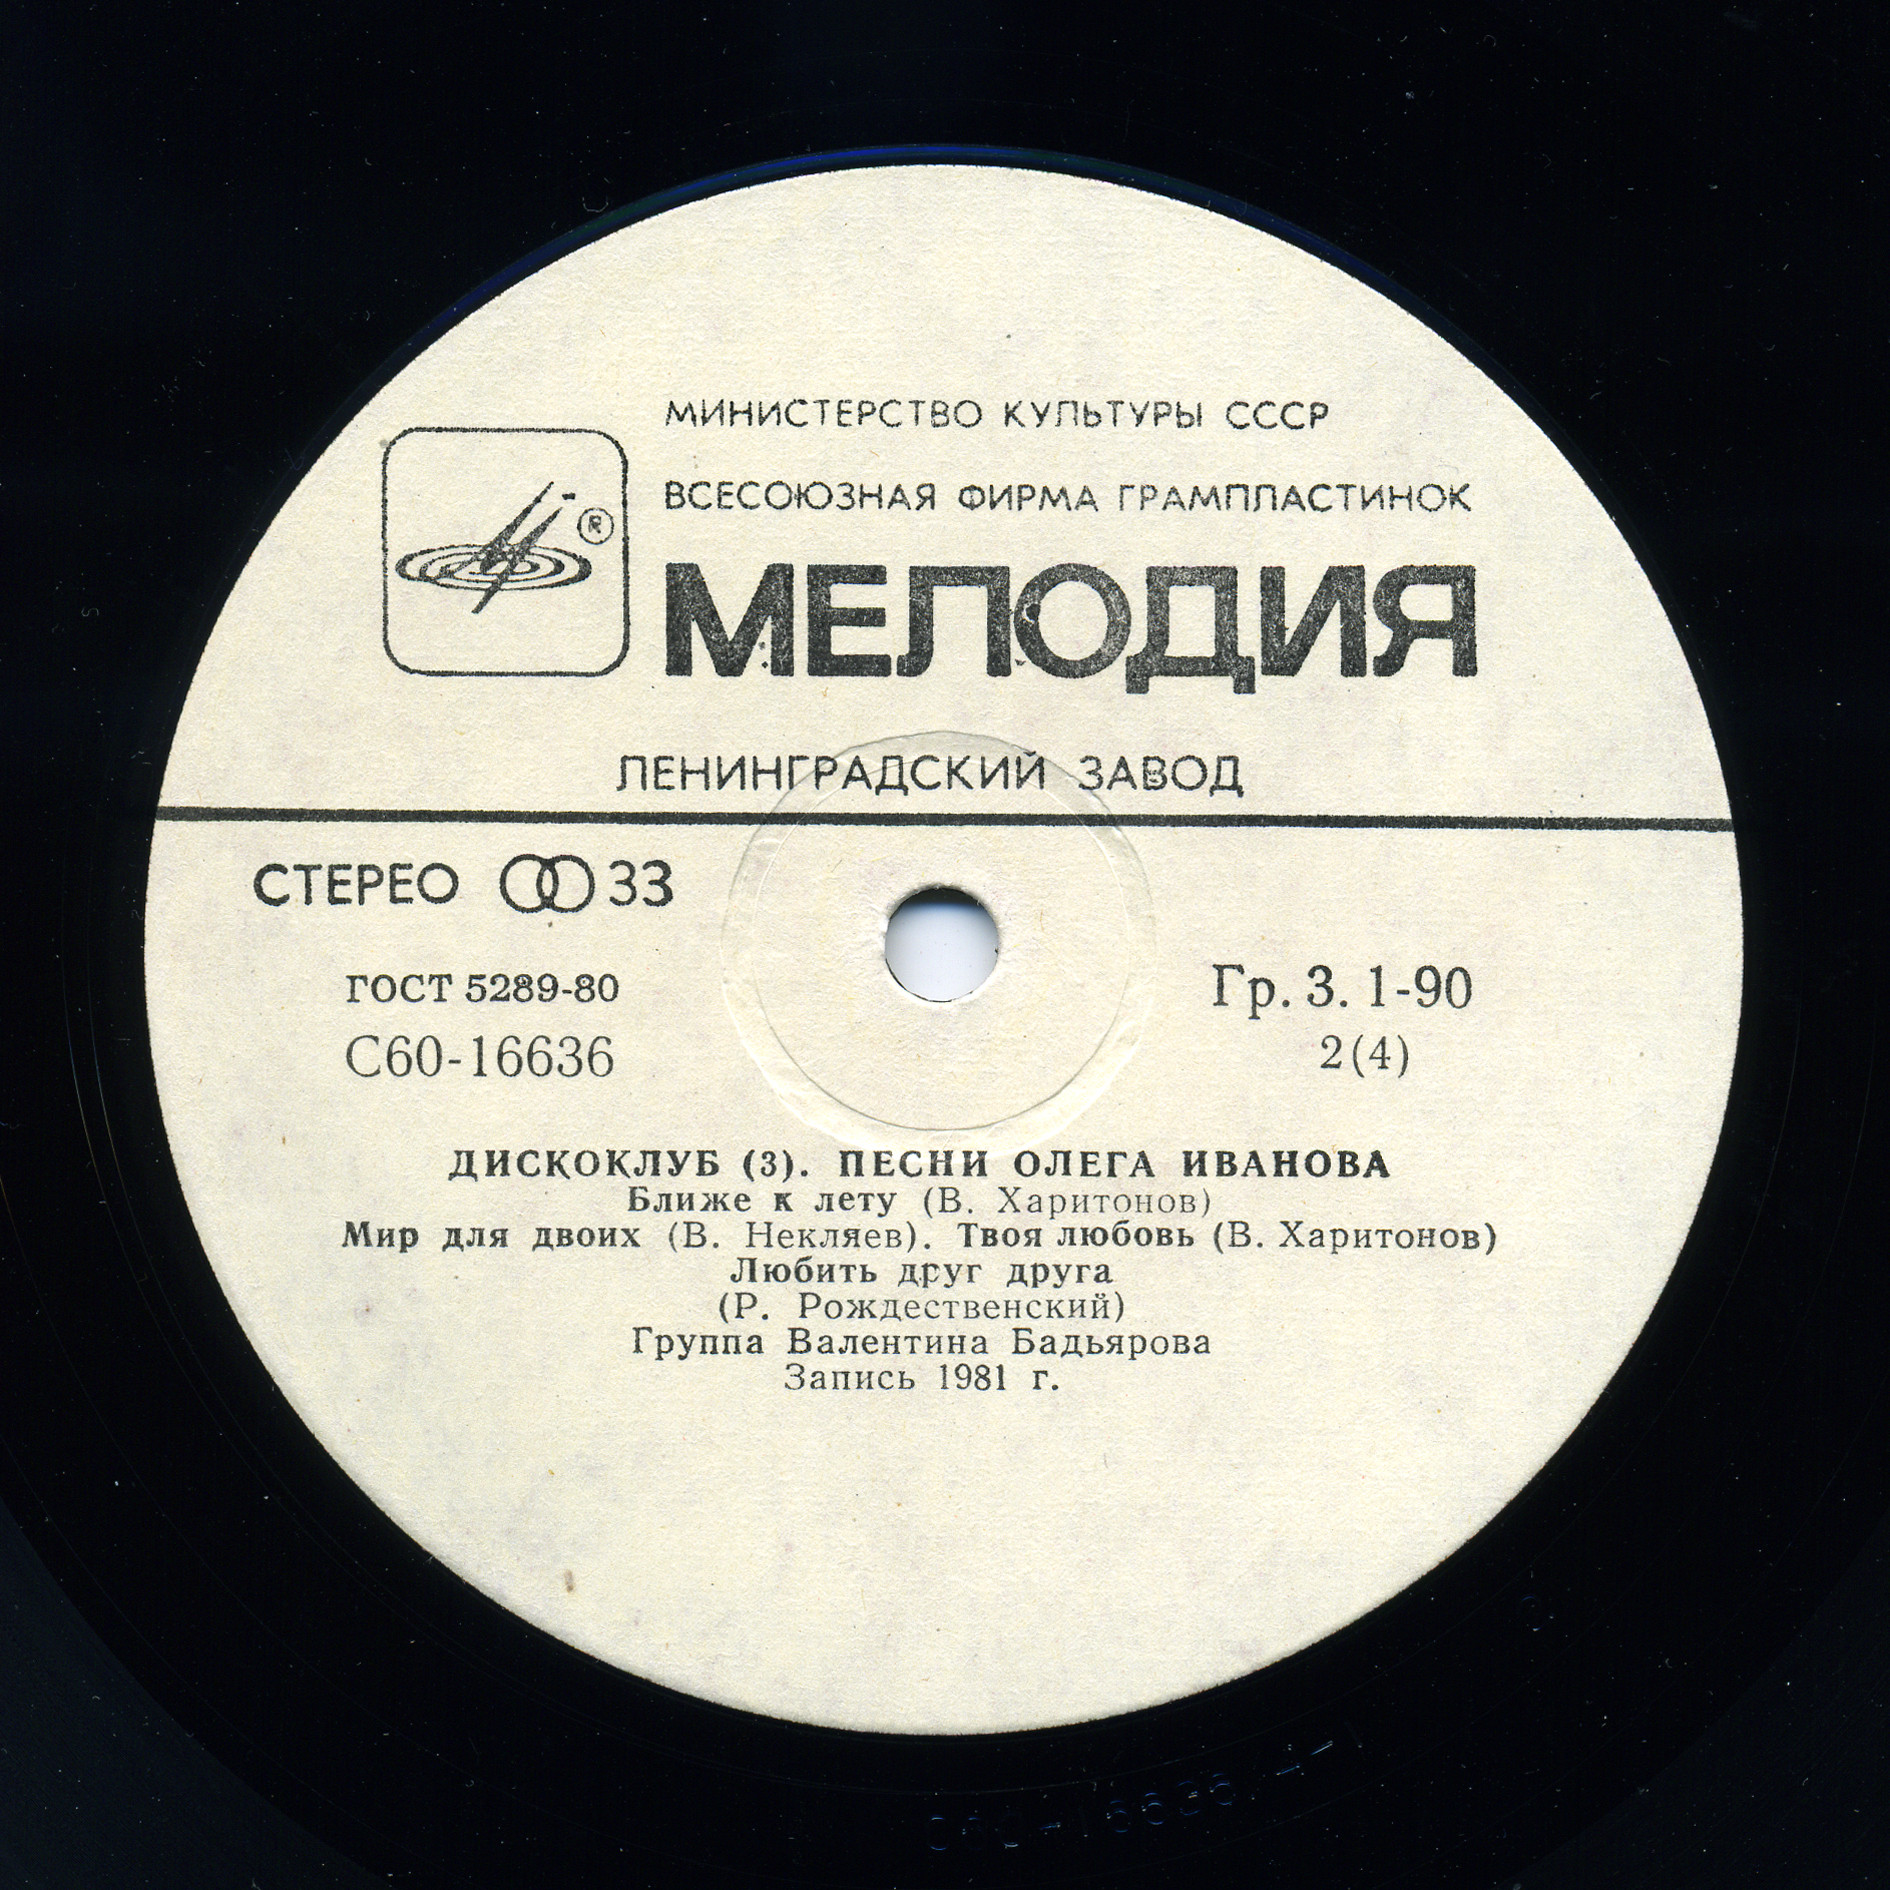 МИНИСТЕРСТВО КУЛЬТУРЫ СССР
ВСЕСОЮЗНАЯ ФИРМА ГРАМПЛАСТИНОК
®
МЕЛОДИЯ
ЛЕНИНГРАДСКИЙ ЗАВОД
СТЕРЕО 33
ГОСТ 5289-80
Гр. 3. 1-90
С60-16636
2(4)
ДИСКОКЛУБ (3). ПЕСНИ ОЛЕГА ИВАНОВА
Ближе к лету (В. Харитонов)
Мир для двоих (В. Некляев). Твоя любовь (В. Харитонов)
Любить друг друга
(Р. Рождественский)
Группа Валентина Бадьярова
Запись 1981 г.